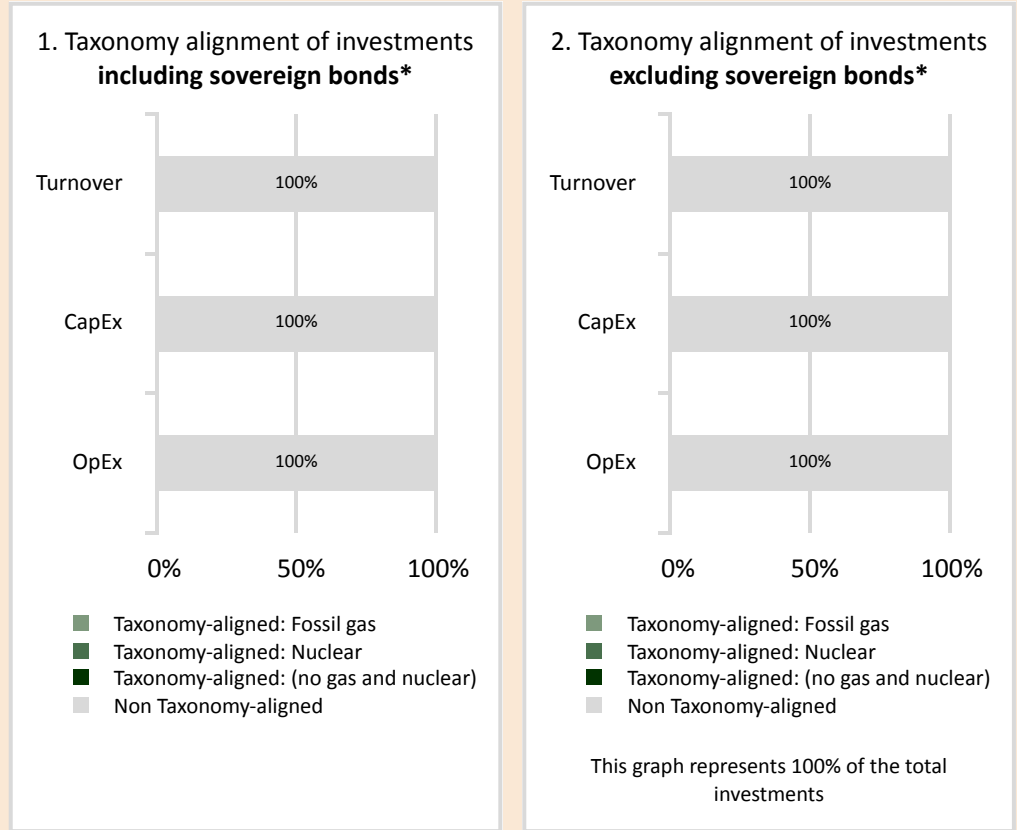 1. Taxonomy alignment of investments
including sovereign bonds*
Turnover
100%
CapEx
100%
OpEx
100%
0% 50% 100%
Taxonomy-aligned: Fossil gas
Taxonomy-aligned: Nuclear
Taxonomy-aligned: (no gas and nuclear)
Non Taxonomy-aligned
2. Taxonomy alignment of investments
excluding sovereign bonds*
Turnover
100%
CapEx
100%
OpEx
100%
0% 50% 100%
Taxonomy-aligned: Fossil gas
Taxonomy-aligned: Nuclear
Taxonomy-aligned: (no gas and nuclear)
Non Taxonomy-aligned
This graph represents 100% of the total
investments